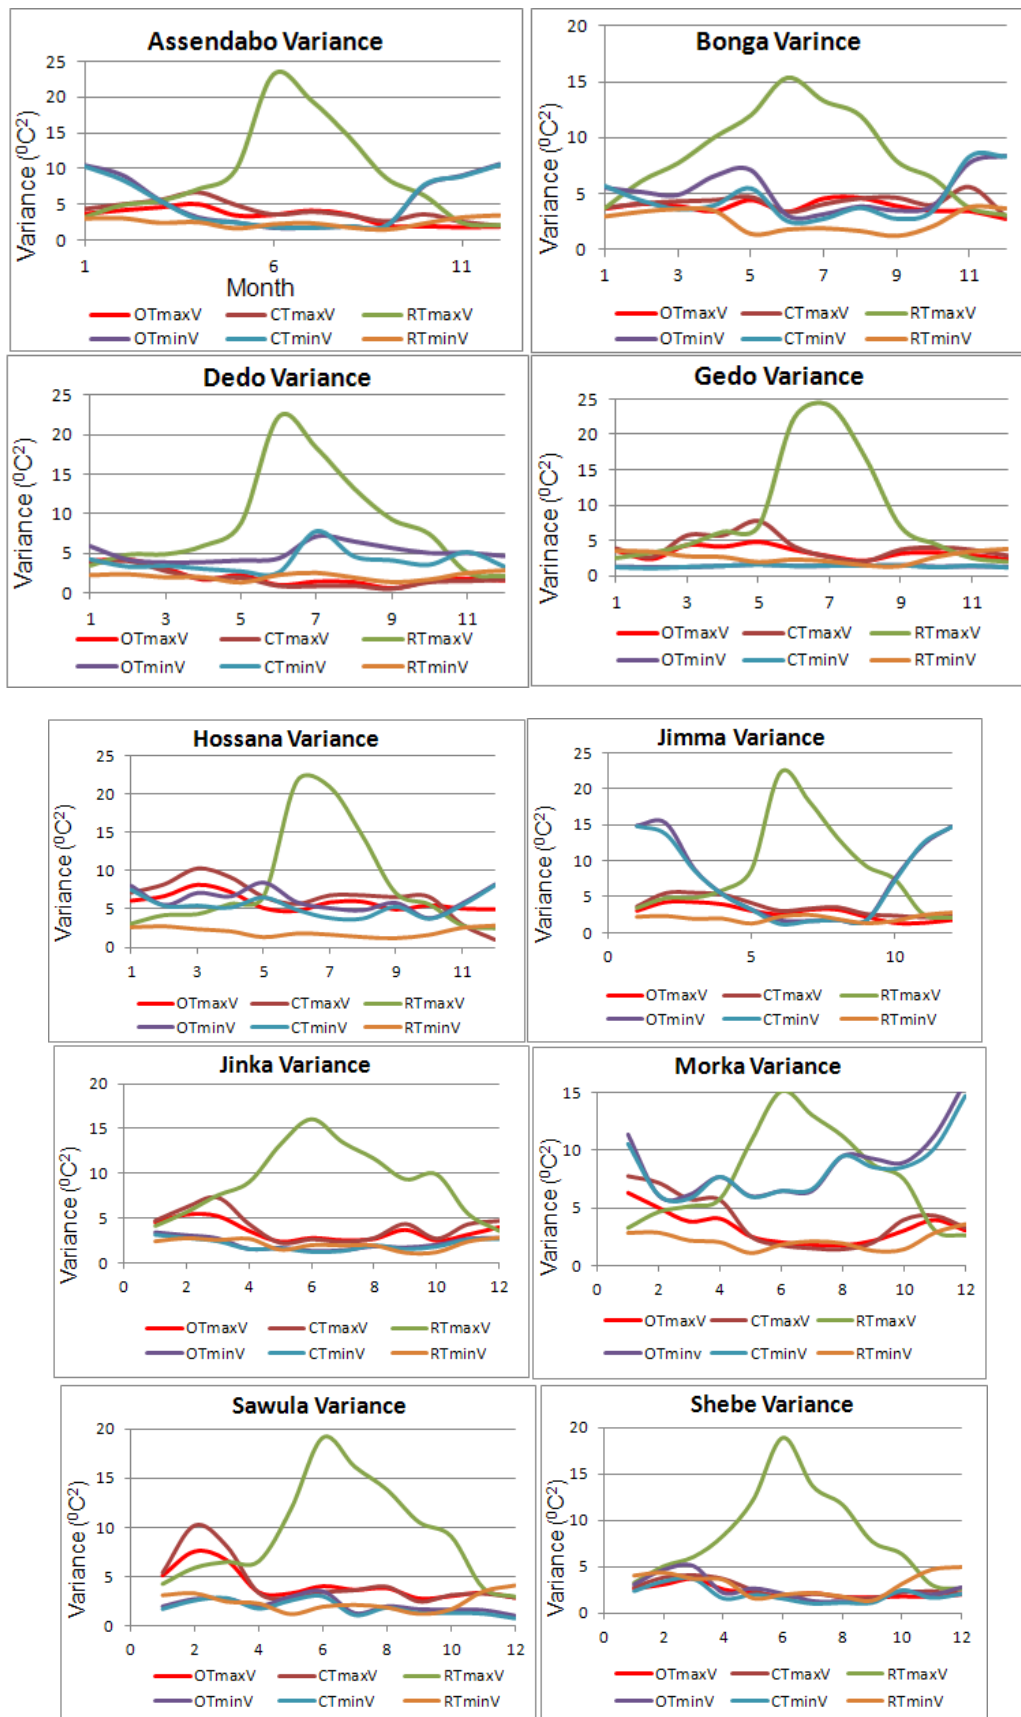 Assendabo Variance
Variance (⁰C²)
25
20
15
10
5
0
1 6 11
Month
OTmaxV CTmaxV RTmaxV
OTminV CTminV RTminV
Bonga Varince
Variance (⁰C²)
20
15
10
5
0
1 3 5 7 9 11
OTmaxV CTmaxV RTmaxV
OTminV CTminV RTminV
Dedo Variance
Variance (⁰C²)
25
20
15
10
5
0
1 3 5 7 9 11
OTmaxV CTmaxV RTmaxV
OTminV CTminV RTminV
Gedo Variance
Varinace (⁰C²)
25
20
15
10
5
0
1 3 5 7 9 11
OTmaxV CTmaxV RTmaxV
OTminV CTminV RTminV
Hossana Variance
Variance (⁰C²)
25
20
15
10
5
0
1 3 5 7 9 11
OTmaxV CTmaxV RTmaxV
OTminV CTminV RTminV
Jimma Variance
Variance (⁰C²)
25
20
15
10
5
0
0 10
OTmaxV CTmaxV RTmaxV
OTminV CTminV RTminV
Jinka Variance
Variance (⁰C²)
20
15
10
5
0
0 2 4 6 8 10 12
OTmaxV CTmaxV RTmaxV
OTminV CTminV RTminV
Morka Variance
Variance (⁰C²)
15
10
5
0
0 2 4 6 8 10 12
OTmaxV CTmaxV RTmaxV
OTminv CTminV RTminV
Sawula Variance
Variance (⁰C²)
20
15
10
5
0
0 2 4 6 8 10 12
OTmaxV CTmaxV RTmaxV
OTminV CTminV RTminV
Shebe Variance
Variance (⁰C²)
20
15
10
5
0
0 2 4 6 8 10 12
OTmaxV CTmaxV RTmaxV
OTminV CTminV RTminV